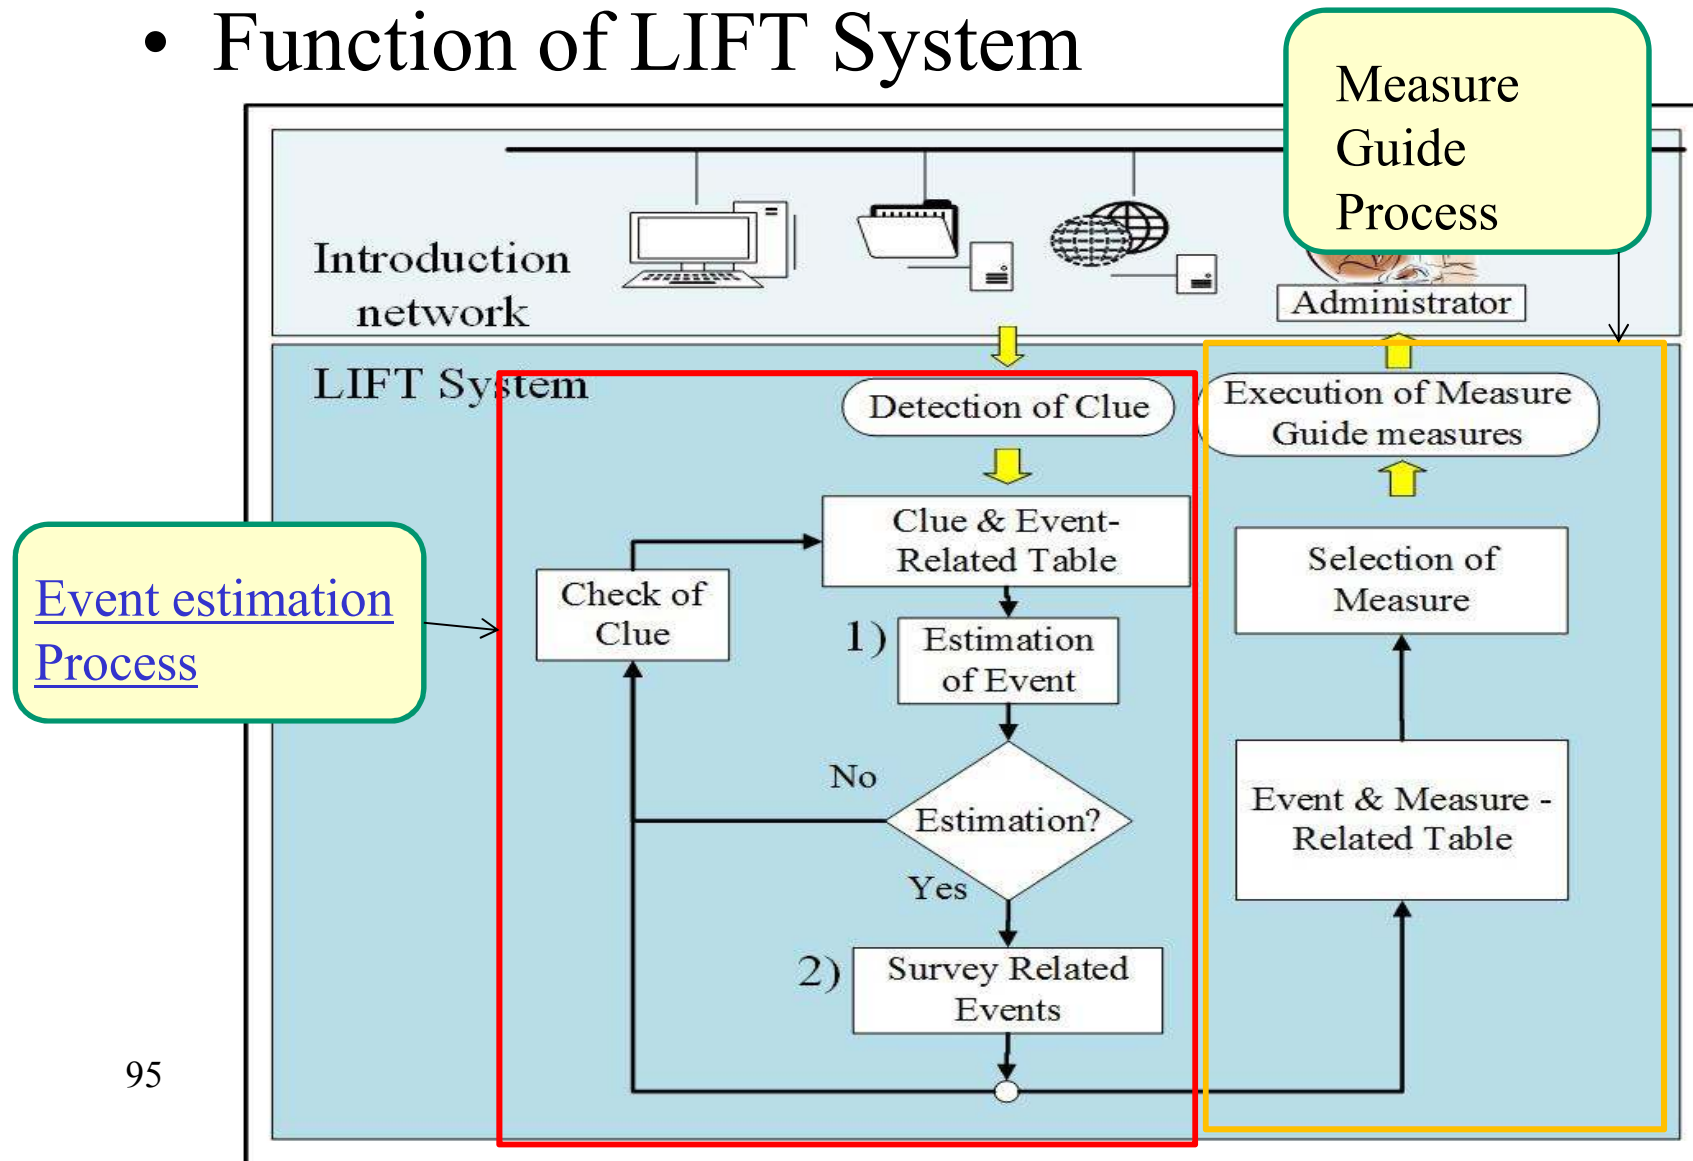 • Function of LIFT System
Measure
Guide
Process
Introduction
network
Administrator
LIFT System
Detection of Clue
Execution of Measure
Guide measures
Clue & Event-
Related Table
Selection of
Measure
Event estimation
Process
Check of
Clue
1)
Estimation
of Event
No
Estimation?
Yes
Event & Measure -
Related Table
2)
Survey Related
Events
95